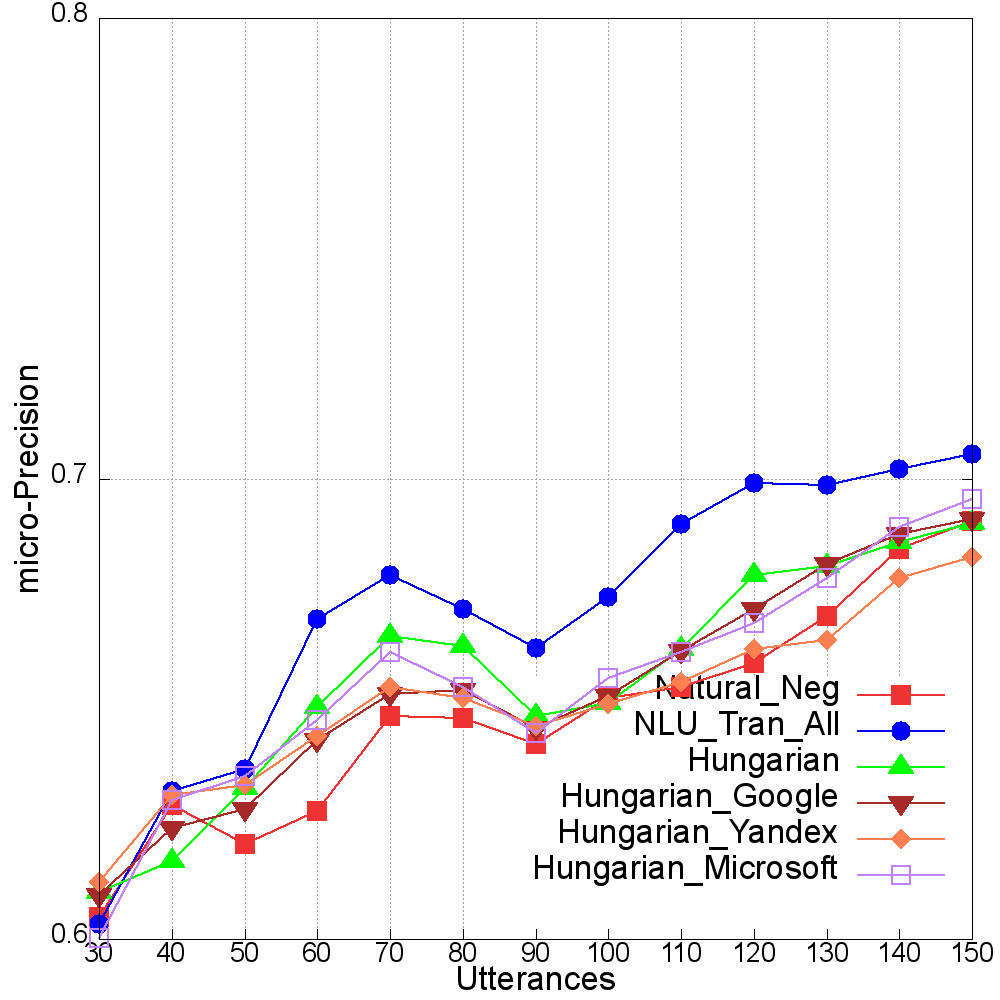 0.8
0.7
0.6
micro-Precision
30 40 50 60 70 80 90 100 110 120 130 140 150
Utterances
Natural_Neg
NLU_Tran_All
Hungarian
Hungarian_Google
Hungarian_Yandex
Hungarian_Microsoft